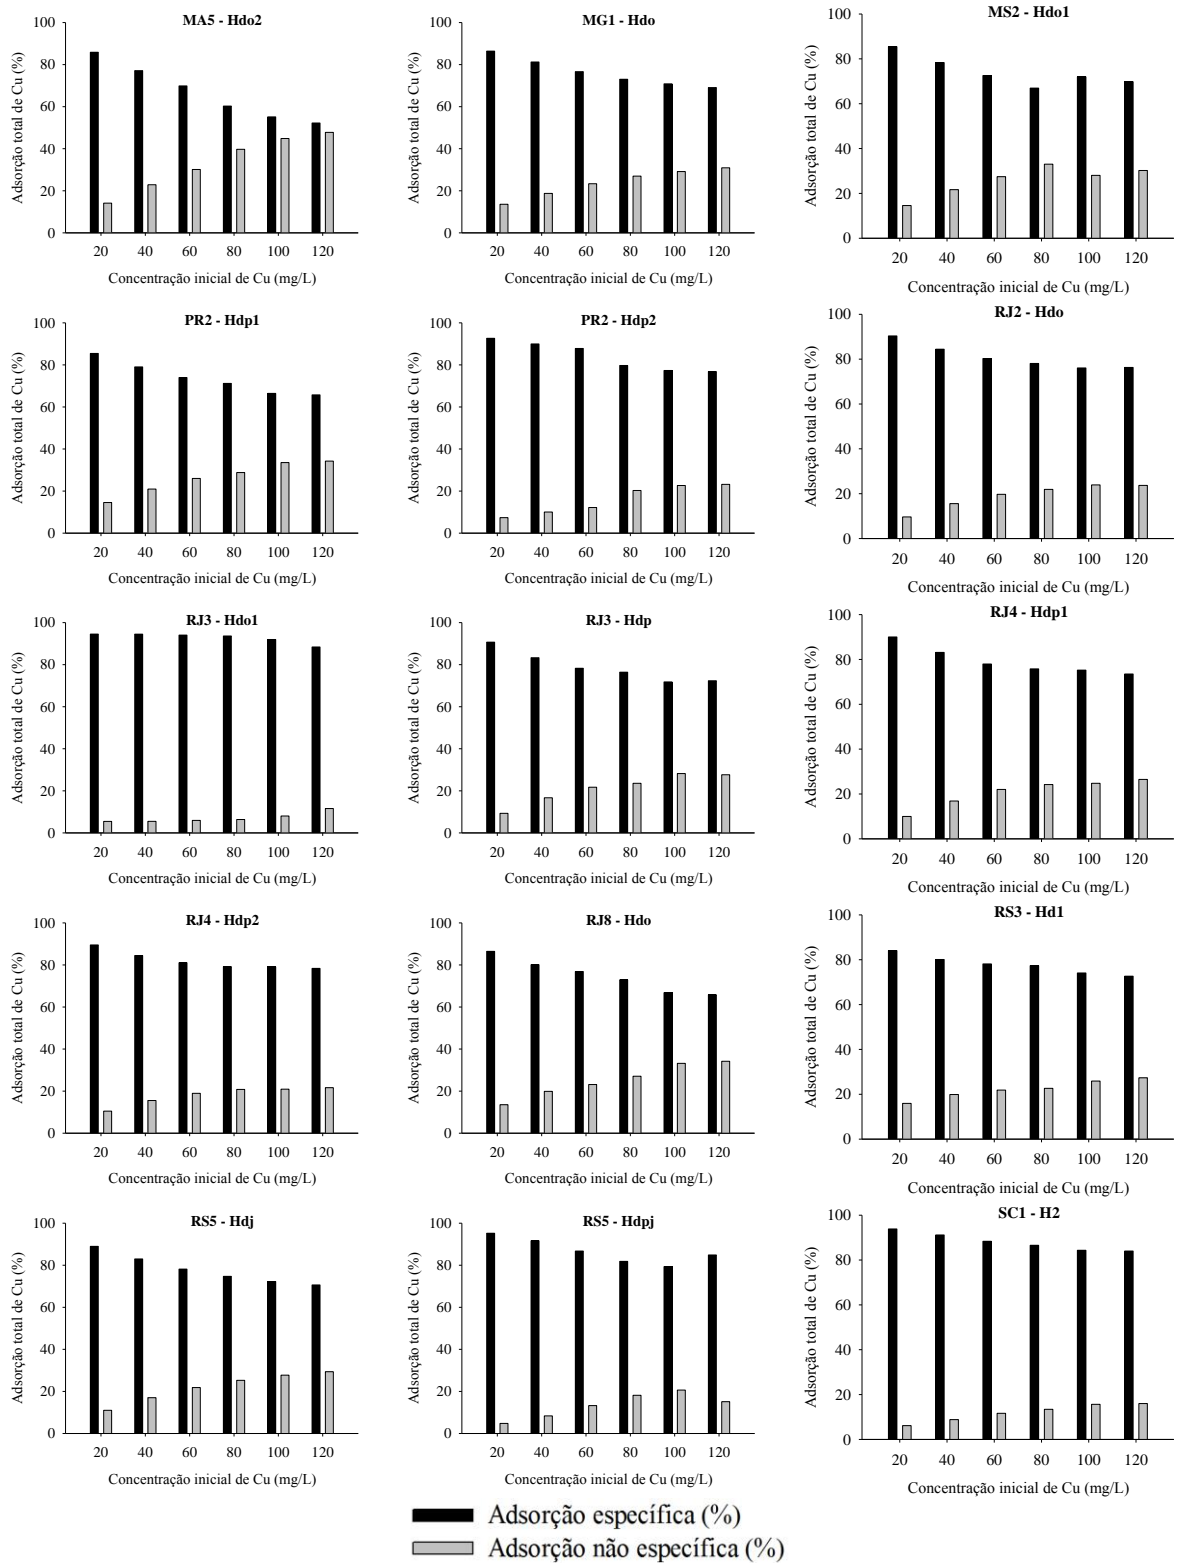 MA5 - Hdo2
Adsorção total de Cu (%)
100
80
60
40
20
0
20 40 60 80 100 120
Concentração inicial de Cu (mg/L)
MG1 - Hdo
Adsorção total de Cu (%)
100
80
60
40
20
0
20 40 60 80 100 120
Concentração inicial de Cu (mg/L)
MS2 - Hdo1
Adsorção total de Cu (%)
100
80
60
40
20
0
20 40 60 80 100 120
Concentração inicial de Cu (mg/L)
PR2 - Hdp1
Adsorção total de Cu (%)
100
80
60
40
20
0
20 40 60 80 100 120
Concentração inicial de Cu (mg/L)
PR2 - Hdp2
Adsorção total de Cu (%)
100
80
60
40
20
0
20 40 60 80 100 120
Concentração inicial de Cu (mg/L)
RJ2 - Hdo
Adsorção total de Cu (%)
100
80
60
40
20
0
20 40 60 80 100 120
Concentração inicial de Cu (mg/L)
RJ3 - Hdo1
Adsorção total de Cu (%)
100
80
60
40
20
0
20 40 60 80 100 120
Concentração inicial de Cu (mg/L)
RJ3 - Hdp
Adsorção total de Cu (%)
100
80
60
40
20
0
20 40 60 80 100 120
Concentração inicial de Cu (mg/L)
RJ4 - Hdp1
Adsorção total de Cu (%)
100
80
60
40
20
0
20 40 60 80 100 120
Concentração inicial de Cu (mg/L)
RJ4 - Hdp2
Adsorção total de Cu (%)
100
80
60
40
20
0
20 40 60 80 100 120
Concentração inicial de Cu (mg/L)
RJ8 - Hdo
Adsorção total de Cu (%)
100
80
60
40
20
0
20 40 60 80 100 120
Concentração inicial de Cu (mg/L)
RS3 - Hd1
Adsorção total de Cu (%)
100
80
60
40
20
0
20 40 60 80 100 120
Concentração inicial de Cu (mg/L)
RS5 - Hdj
Adsorção total de Cu (%)
100
80
60
40
20
0
20 40 60 80 100 120
Concentração inicial de Cu (mg/L)
RS5 - Hdpj
Adsorção total de Cu (%)
100
80
60
40
20
0
20 40 60 80 100 120
Concentração inicial de Cu (mg/L)
SC1 - H2
Adsorção total de Cu (%)
100
80
60
40
20
0
20 40 60 80 100 120
Concentração inicial de Cu (mg/L)
Adsorção específica (%)
Adsorção não específica (%)